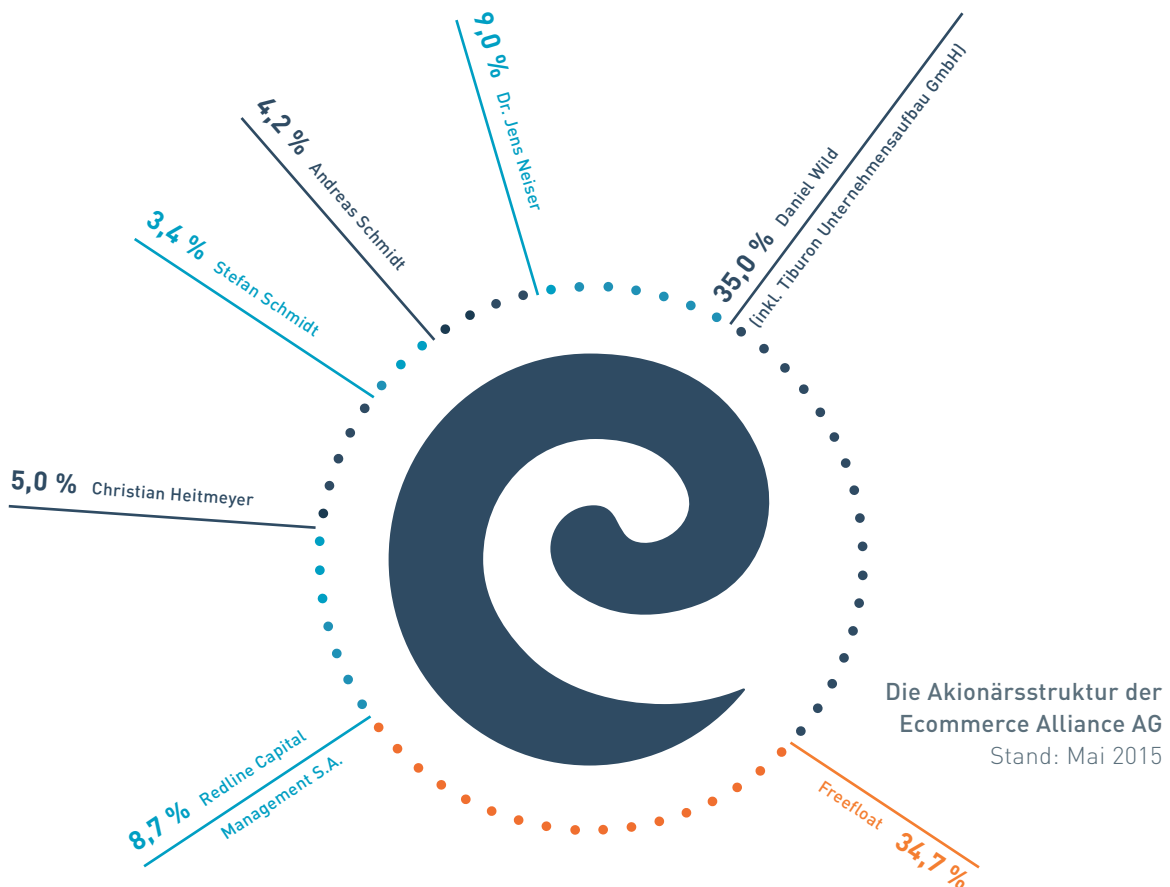 9,0 % Dr. Jens Neiser
35,0 % Daniel Wild
(inkl. Tiburon Unternehmensaufbau GmbH)
4,2 % Andreas Schmidt
3,4 % Stefan Schmidt
5,0 % Christian Heitmeyer
8,7 % Redline Capital
Management S.A.
Freefloat 34,7 %
Die Akionärsstruktur der
Ecommerce Alliance AG
Stand: Mai 2015